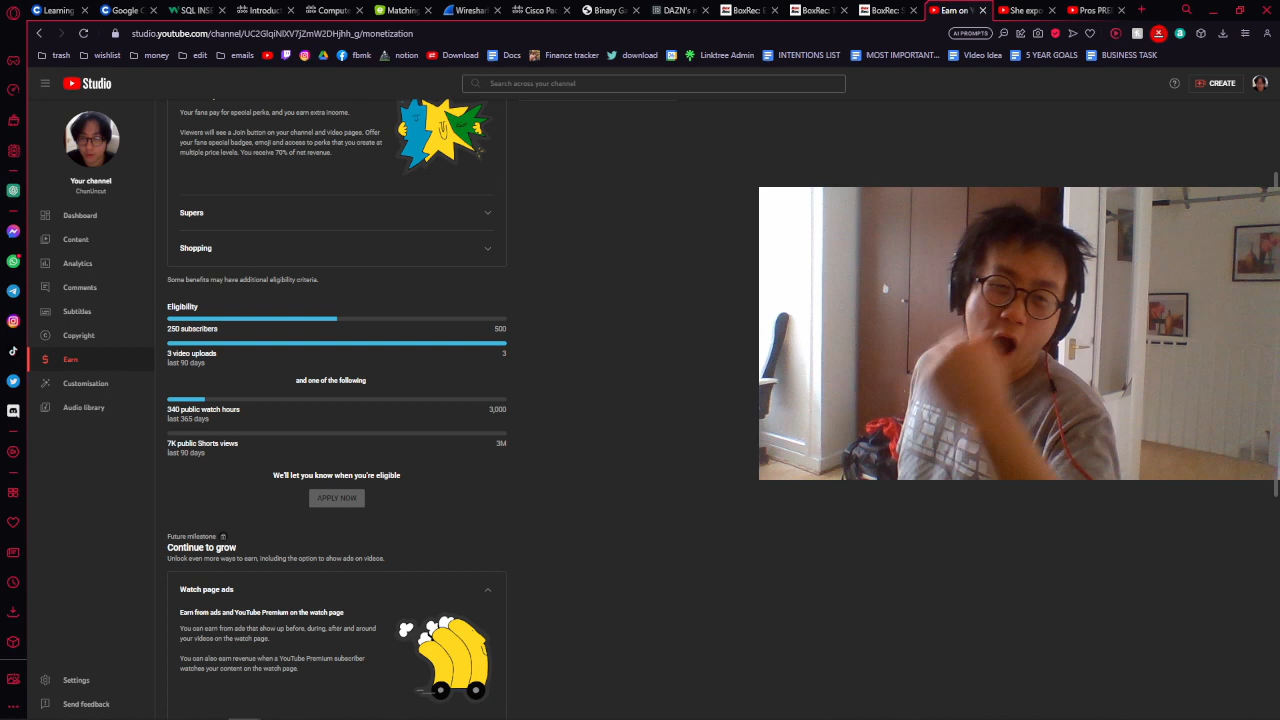 Learning
Google C
SQL INSE
Introduct
Compute
Matching
Wireshar
Cisco Pac
Binary Ga
DAZN's r
BoxRec E
BoxRec T
BoxRec S
Earn on Y
She expo
Pros PRE
studio.youtube.com/channel/UC2GlqiNlXV7jZmW2DHjhh_g/monetization
AI PROMPTS
trash
wishlist
money
edit
emails
fbmk
notion
Download
Docs
Finance tracker
download
Linktree Admin
INTENTIONS LIST
MOST IMPORTANT...
VIdeo Idea
5 YEAR GOALS
BUSINESS TASK
Studio
Search across your channel
CREATE
Your channel
ChunUncut
Dashboard
Content
Analytics
Comments
Subtitles
Copyright
Earn
Customisation
Audio library
Settings
Send feedback
Your fans pay for special perks, and you earn extra income.
Viewers will see a Join button on your channel and video pages. Offer
your fans special badges, emoji and access to perks that you create at
multiple price levels. You receive 70% of net revenue.
Supers
Shopping
Some benefits may have additional eligibility criteria.
Eligibility
250 subscribers 500
3 video uploads 3
last 90 days
and one of the following
340 public watch hours 3,000
last 365 days
7K public Shorts views 3M
last 90 days
We'll let you know when you're eligible
APPLY NOW
Future milestone
Continue to grow
Unlock even more ways to earn, including the option to show ads on videos.
Watch page ads
Earn from ads and YouTube Premium on the watch page
You can earn from ads that show up before, during, after and around
your videos on the watch page.
You can also earn revenue when a YouTube Premium subscriber
watches your content on the watch page.